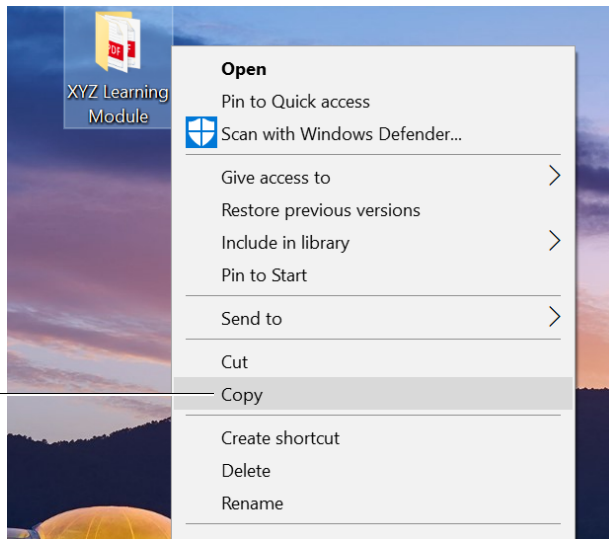 PDF
XYZ Learning
Module
Open
Pin to Quick access
Scan with Windows Defender...
Give access to
Restore previous versions
Include in library
Pin to Start
Send to
Cut
Copy
Create shortcut
Delete
Rename